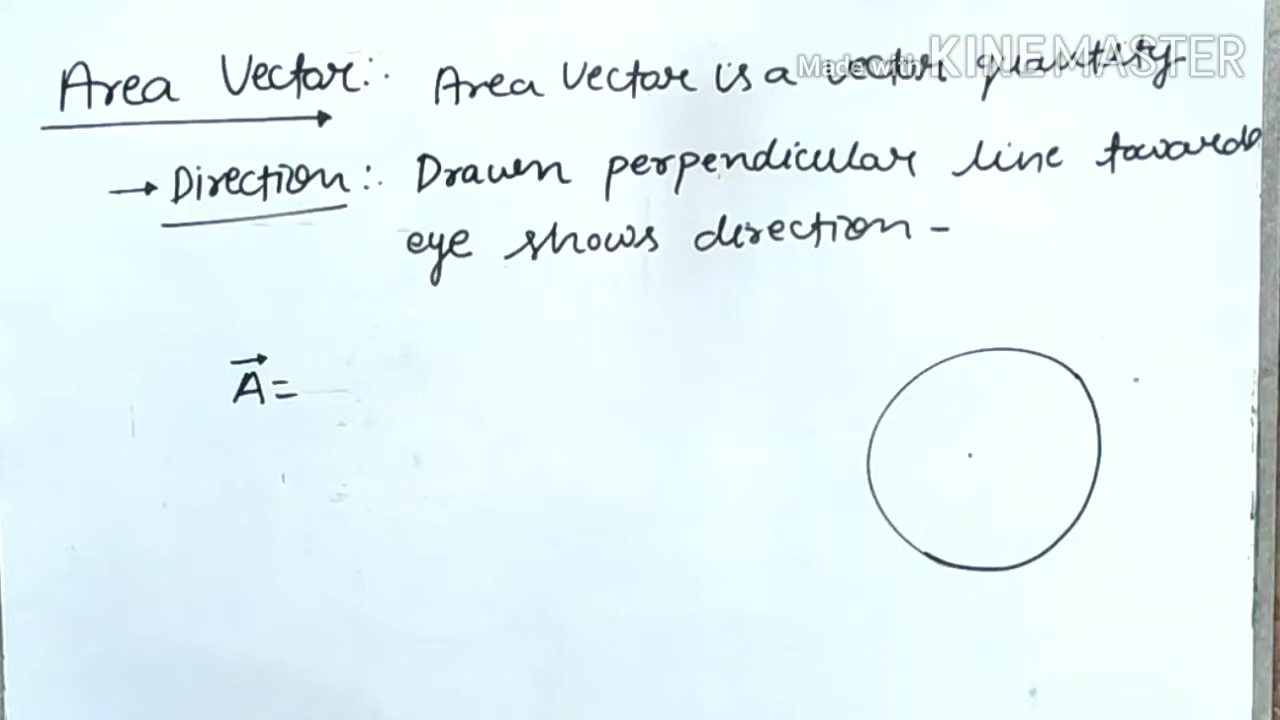 Area Vector:. Area Vector is a vector quantity
Made with KINEMASTER
→ Direction:. Drawn perpendicular line towards
eye shows direction -
A⃗ =